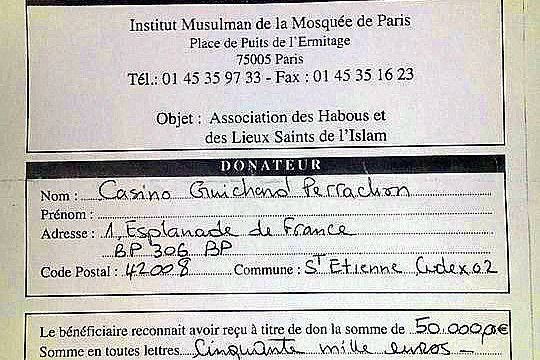 Institut Musulman de la Mosquée de Paris
Place de Puits de l'Ermitage
75005 Paris
Tél.: 01 45 35 97 33 - Fax : 01 45 35 16 23
Objet : Association des Habous et
des Lieux Saints de l'Islam
DONATEUR
Nom : Casino Guichard Perrachon
Prénom :
Adresse : 1, Esplanade de France
BP 306 BP
Code Postal : 42008 Commune : St Etienne Cedex 02
Le bénéficiaire reconnait avoir reçu à titre de don la somme de 50.000,00€
Somme en toutes lettres Cinquante mille euros -